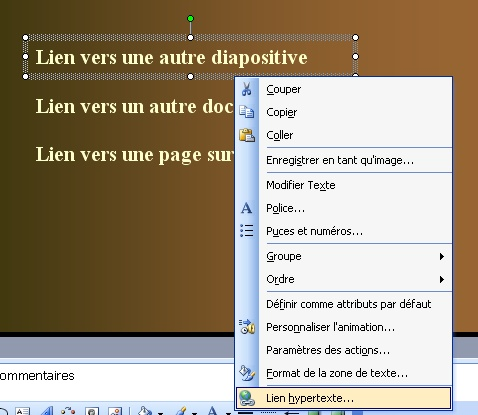 Lien vers une autre diapositive
Lien vers un autre doc
Lien vers une page sur
Couper
Copier
Coller
Enregistrer en tant qu'image...
Modifier Texte
Police...
Puces et numéros...
Groupe
Ordre
Définir comme attributs par défaut
Personnaliser l'animation...
Paramètres des actions...
Format de la zone de texte...
Lien hypertexte...
ommentaires